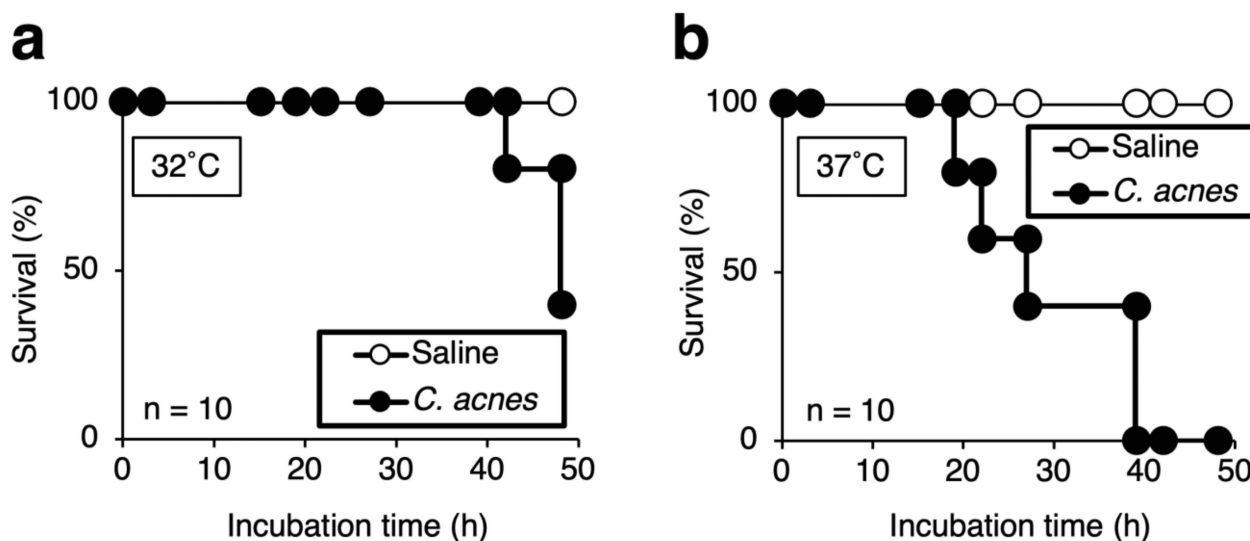 a
100
50
0
Survival (%)
32°C
Saline
C. acnes
n = 10
0 10 20 30 40 50
Incubation time (h)
b
100
50
0
Survival (%)
37°C
Saline
C. acnes
n = 10
0 10 20 30 40 50
Incubation time (h)